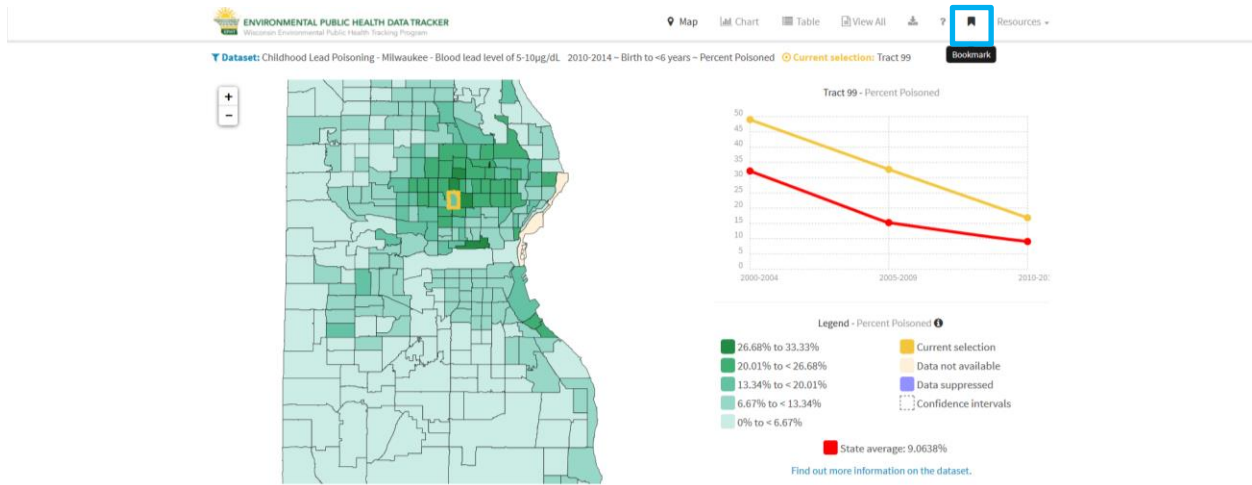 ENVIRONMENTAL PUBLIC HEALTH DATA TRACKER
Wisconsin Environmental Public Health Tracking Program
Map Chart Table View All ? Resources
Bookmark
Dataset: Childhood Lead Poisoning - Milwaukee - Blood lead level of 5-10µg/dL 2010-2014 ~ Birth to <6 years ~ Percent Poisoned Current selection: Tract 99
+
−
Tract 99 - Percent Poisoned
50
45
40
35
30
25
20
15
10
5
0
2000-2004 2005-2009 2010-20
Legend - Percent Poisoned
26.68% to 33.33% Current selection
20.01% to < 26.68% Data not available
13.34% to < 20.01% Data suppressed
6.67% to < 13.34% Confidence intervals
0% to < 6.67%
State average: 9.0638%
Find out more information on the dataset.